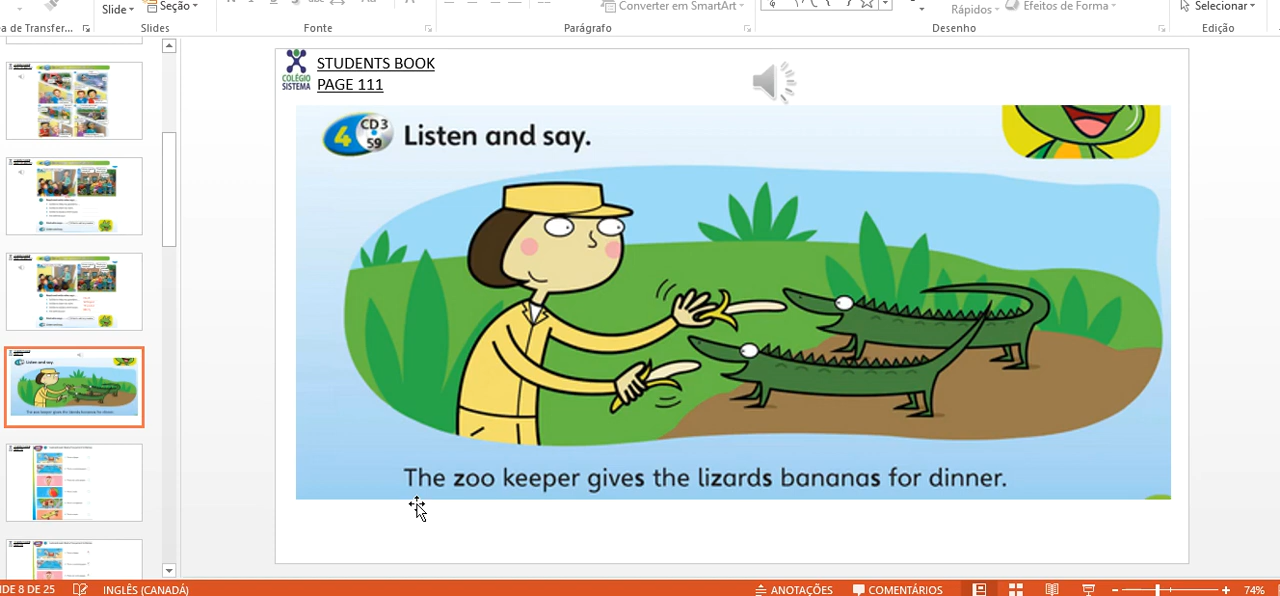 Slide
Seção
Converter em SmartArt
Rápidos
Efeitos de Forma
Selecionar
a de Transfer...
Slides
Fonte
Parágrafo
Desenho
Edição
COLÉGIO
SISTEMA
STUDENTS BOOK
PAGE 111
4
CD3
59
Listen and say.
The zoo keeper gives the lizards bananas for dinner.
IDE 8 DE 25
INGLÊS (CANADÁ)
ANOTAÇÕES
COMENTÁRIOS
74%